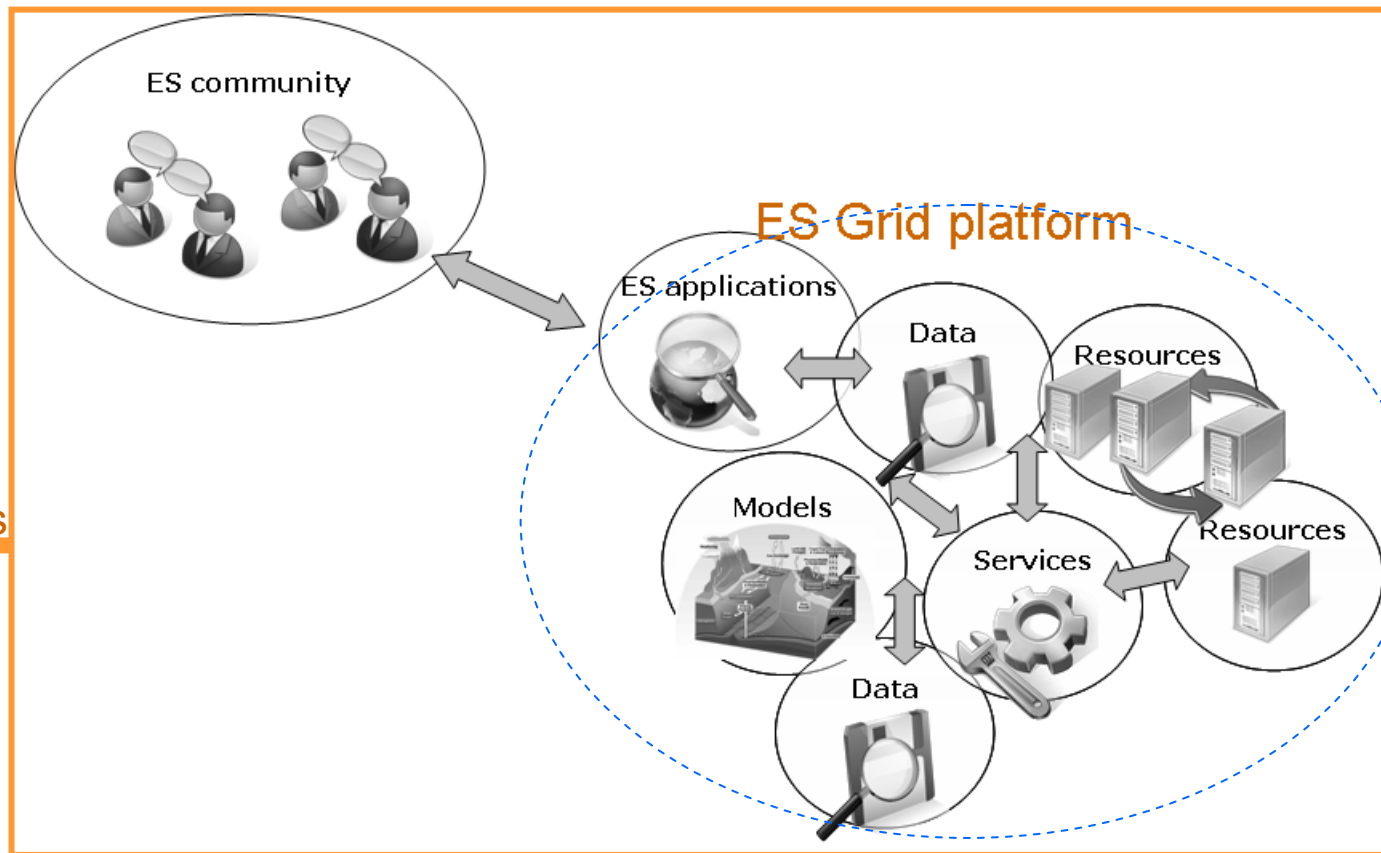 ES community
ES Grid platform
ES applications
Data
Resources
Models
Services
Resources
Data